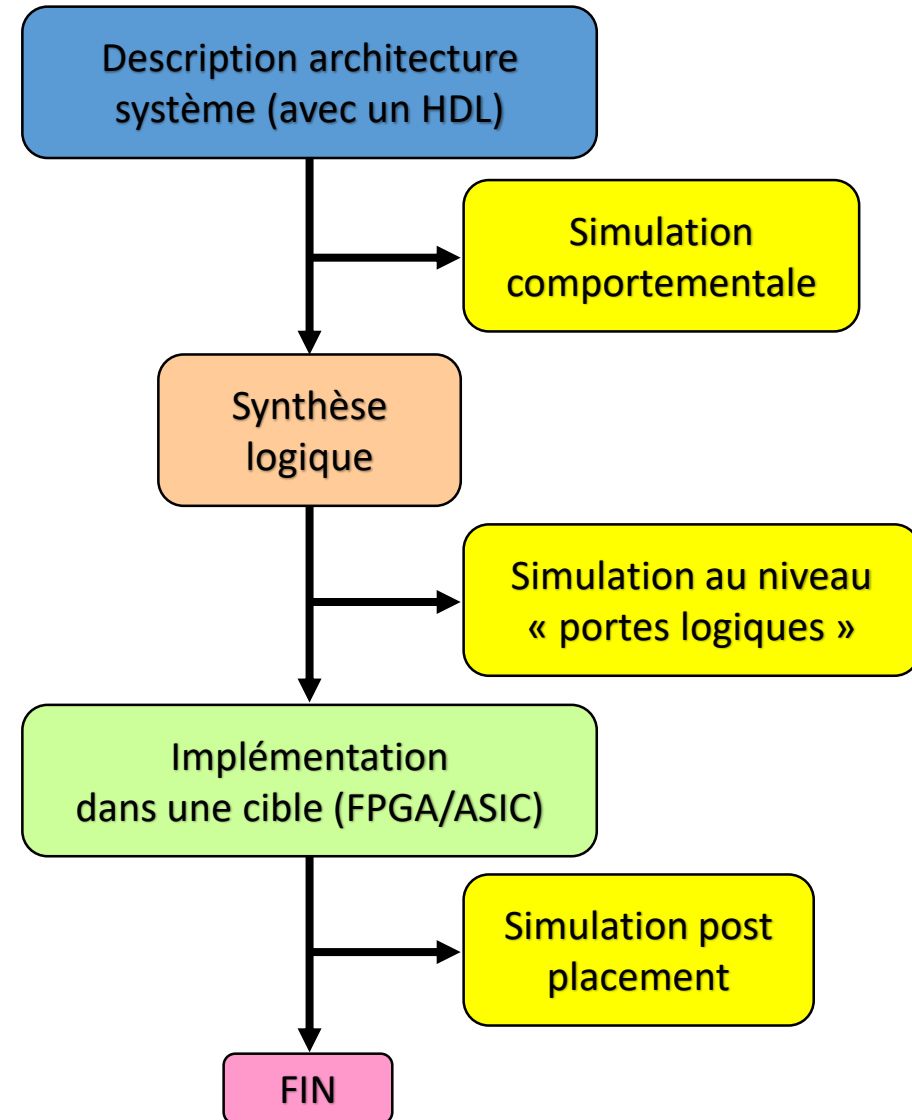 Description architecture
système (avec un HDL)
Simulation
comportementale
Synthèse
logique
Simulation au niveau
« portes logiques »
Implémentation
dans une cible (FPGA/ASIC)
Simulation post
placement
FIN